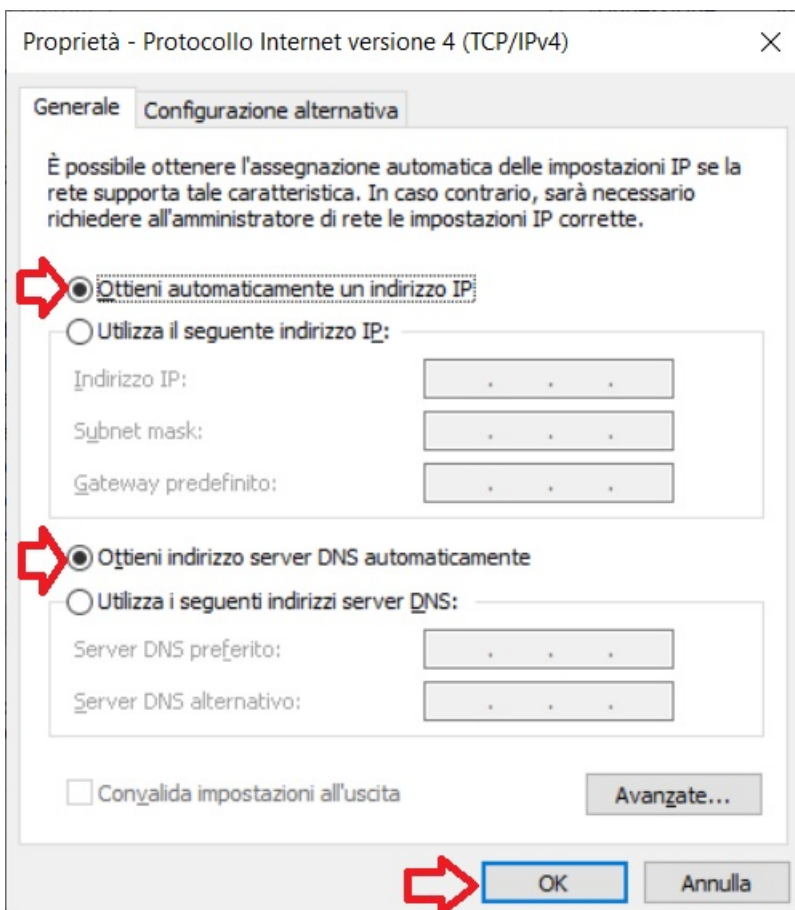 Proprietà - Protocollo Internet versione 4 (TCP/IPv4)
Generale
Configurazione alternativa
È possibile ottenere l'assegnazione automatica delle impostazioni IP se la
rete supporta tale caratteristica. In caso contrario, sarà necessario
richiedere all'amministratore di rete le impostazioni IP corrette.
Ottieni automaticamente un indirizzo IP
Utilizza il seguente indirizzo IP:
Indirizzo IP:
Subnet mask:
Gateway predefinito:
Ottieni indirizzo server DNS automaticamente
Utilizza i seguenti indirizzi server DNS:
Server DNS preferito:
Server DNS alternativo:
Convalida impostazioni all'uscita
Avanzate...
OK
Annulla